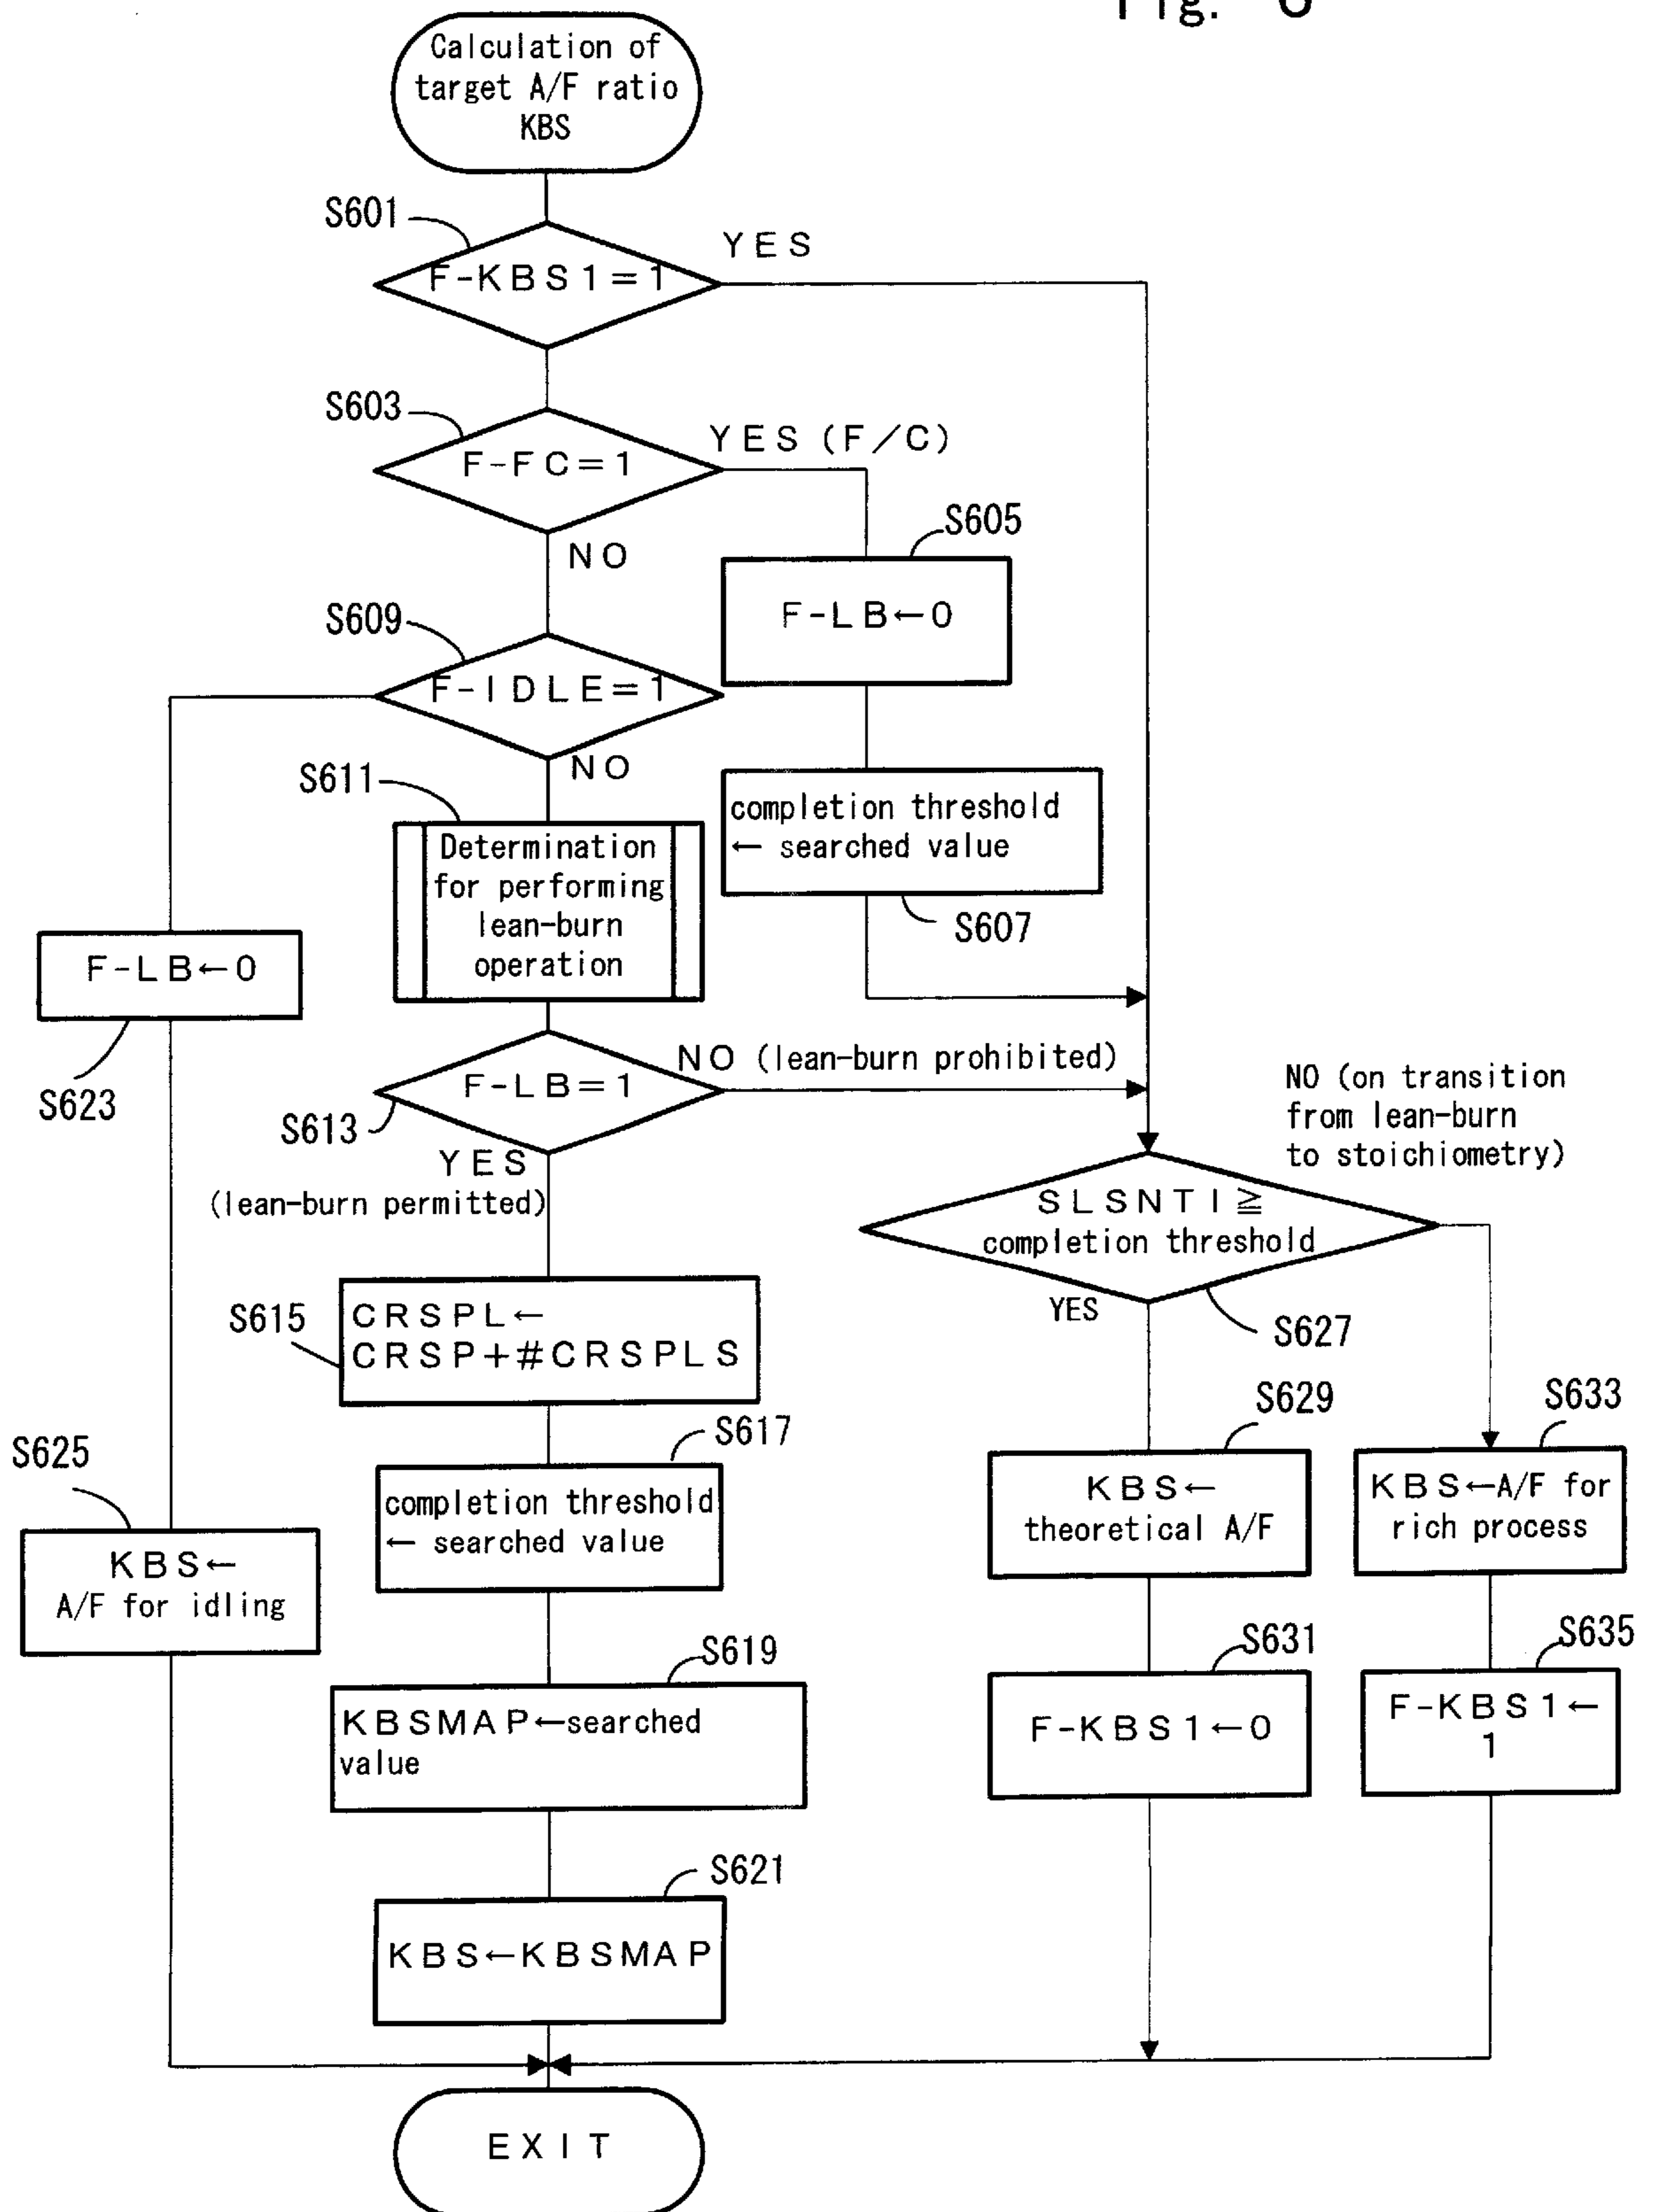 Fig. 6
Calculation of
target A/F ratio
KBS
S601
F-KBS1=1
YES
S603
F-FC=1
YES (F/C)
NO
S605
F-LB←0
S609
F-IDLE=1
NO
S611
Determination
for performing
lean-burn
operation
completion threshold
← searched value
S607
F-LB←0
S623
F-LB=1
S613
NO (lean-burn prohibited)
YES
(lean-burn permitted)
NO (on transition
from lean-burn
to stoichiometry)
SLSNTI≧
completion threshold
YES
S627
S615
CRSPL←
CRSP+#CRSPLS
S617
completion threshold
← searched value
S629
KBS←
theoretical A/F
S633
KBS←A/F for
rich process
S625
KBS←
A/F for idling
S619
KBSMAP←searched
value
S631
F-KBS1←0
S635
F-KBS1←
1
S621
KBS←KBSMAP
EXIT